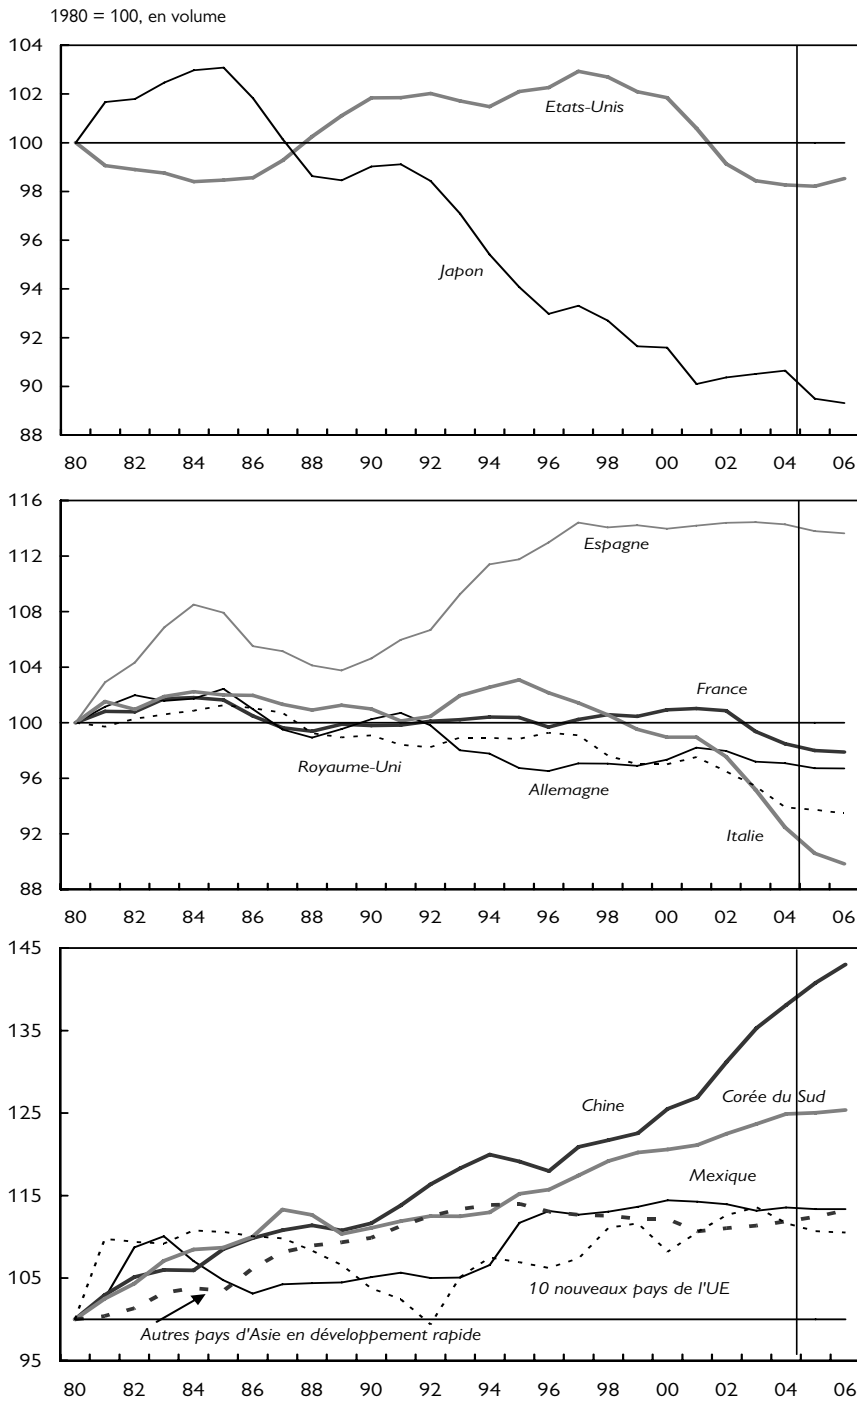 1980 = 100, en volume
104
102
Etats-Unis
100
98
96
Japon
94
92
90
88
80 82 84 86 88 90 92 94 96 98 00 02 04 06
116
Espagne
112
108
104
France
100
Royaume-Uni
96
Allemagne
Italie
92
88
80 82 84 86 88 90 92 94 96 98 00 02 04 06
145
135
125
Chine
Corée du Sud
Mexique
115
105
10 nouveaux pays de l'UE
Autres pays d'Asie en développement rapide
95
80 82 84 86 88 90 92 94 96 98 00 02 04 06